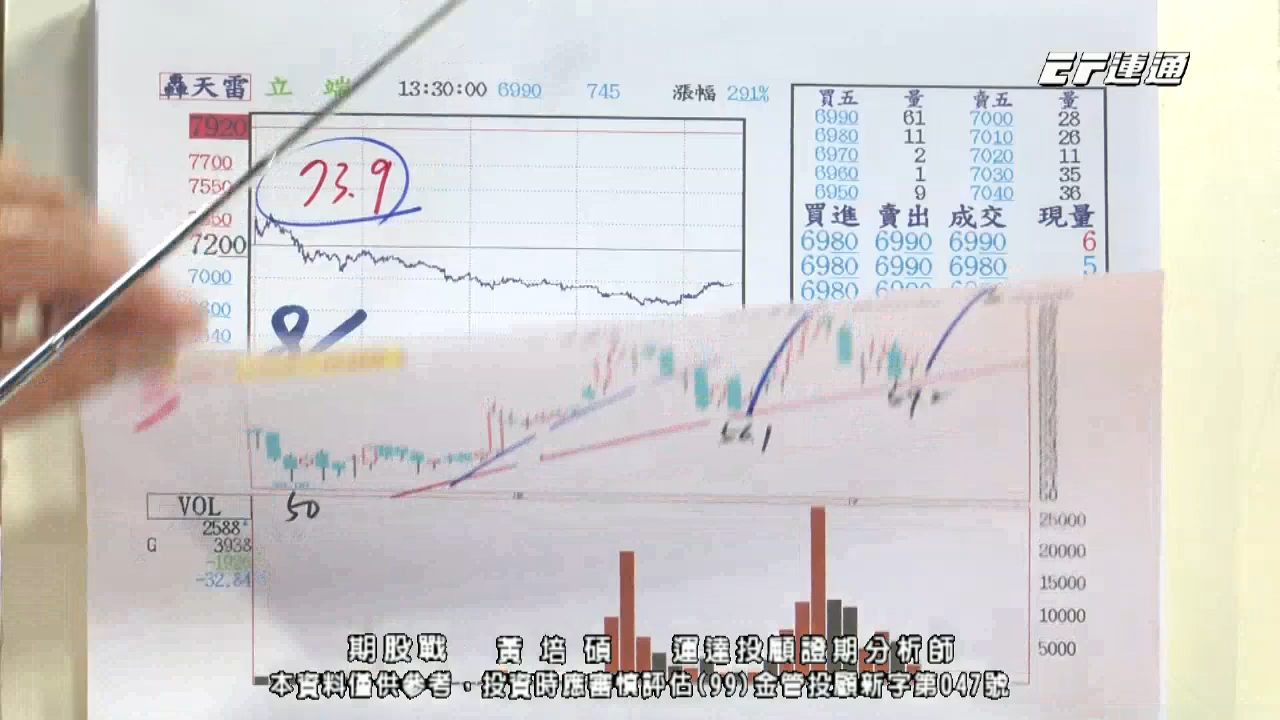 轟天雷 立 端 13:30:00 6990 745 漲幅 291%
運通
7920
7700
7550
7200
7000
73.9
買五 量 賣五 量
6990 61 7000 28
6980 11 7010 26
6970 2 7020 11
6960 1 7030 35
6950 9 7040 36
買進 賣出 成交 現量
6980 6990 6990 6
6980 6990 6980 5
6980 6990
50
VOL
2588
G 3938
25000
20000
15000
10000
5000
期股戰 黃培碩 運達投顧證期分析師
本資料僅供參考，投資時應審慎評估(99)金管投顧新字第047號